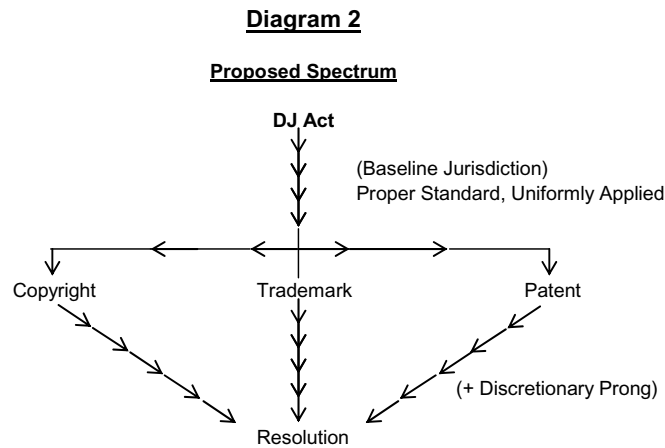 Diagram 2
Proposed Spectrum
DJ Act
(Baseline Jurisdiction)
Proper Standard, Uniformly Applied
Copyright
Trademark
Patent
(+ Discretionary Prong)
Resolution